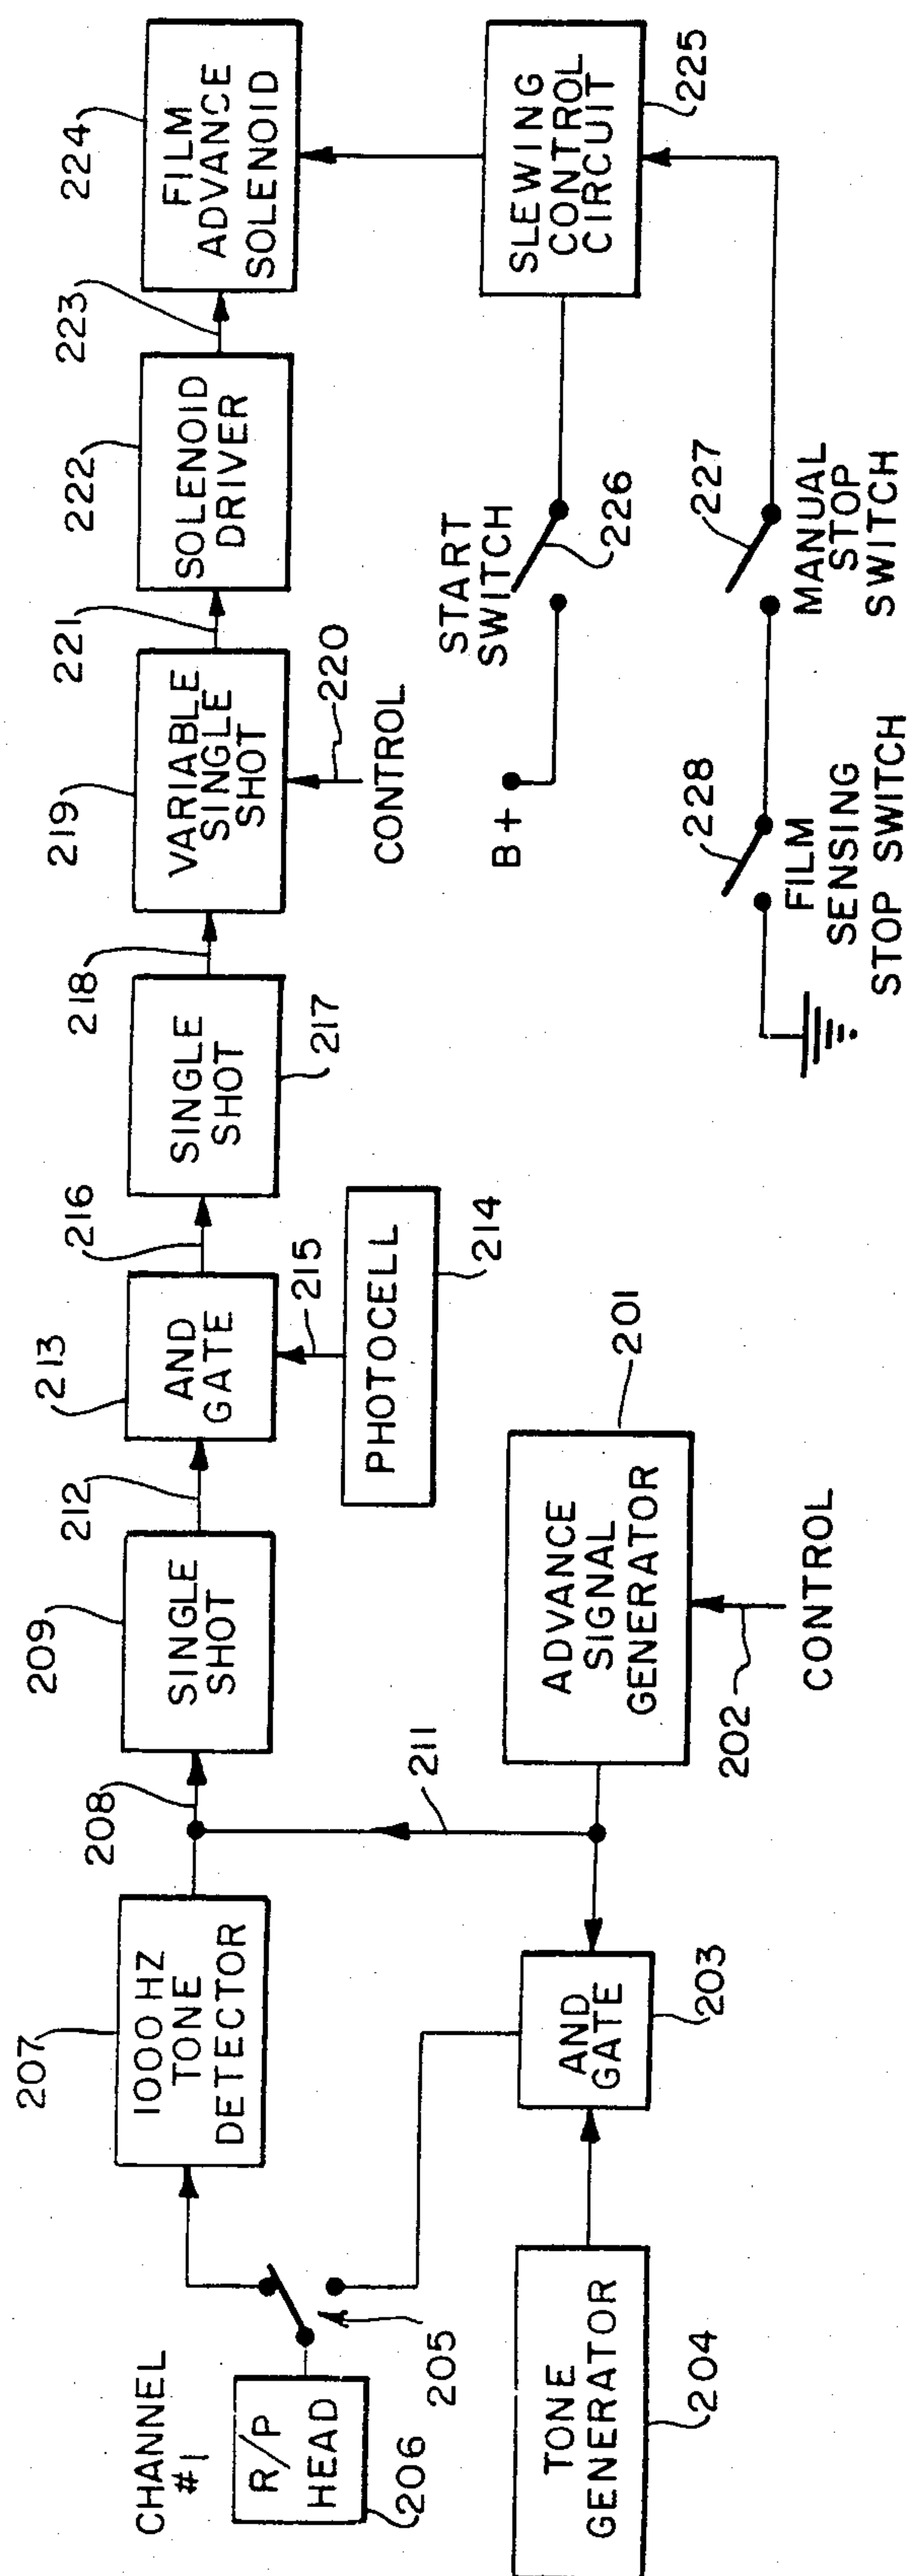 CHANNEL
#1
R/P
HEAD
206
205
207
1000 HZ
TONE
DETECTOR
208
209
SINGLE
SHOT
212
213
AND
GATE
215
PHOTOCELL
214
216
SINGLE
SHOT
217
218
219
VARIABLE
SINGLE
SHOT
220
CONTROL
221
222
SOLENOID
DRIVER
223
224
FILM
ADVANCE
SOLENOID
TONE
GENERATOR
204
AND
GATE
203
211
ADVANCE
SIGNAL
GENERATOR
201
202
CONTROL
B+
START
SWITCH
226
SLEWING
CONTROL
CIRCUIT
225
228
FILM
SENSING
STOP SWITCH
227
MANUAL
STOP
SWITCH